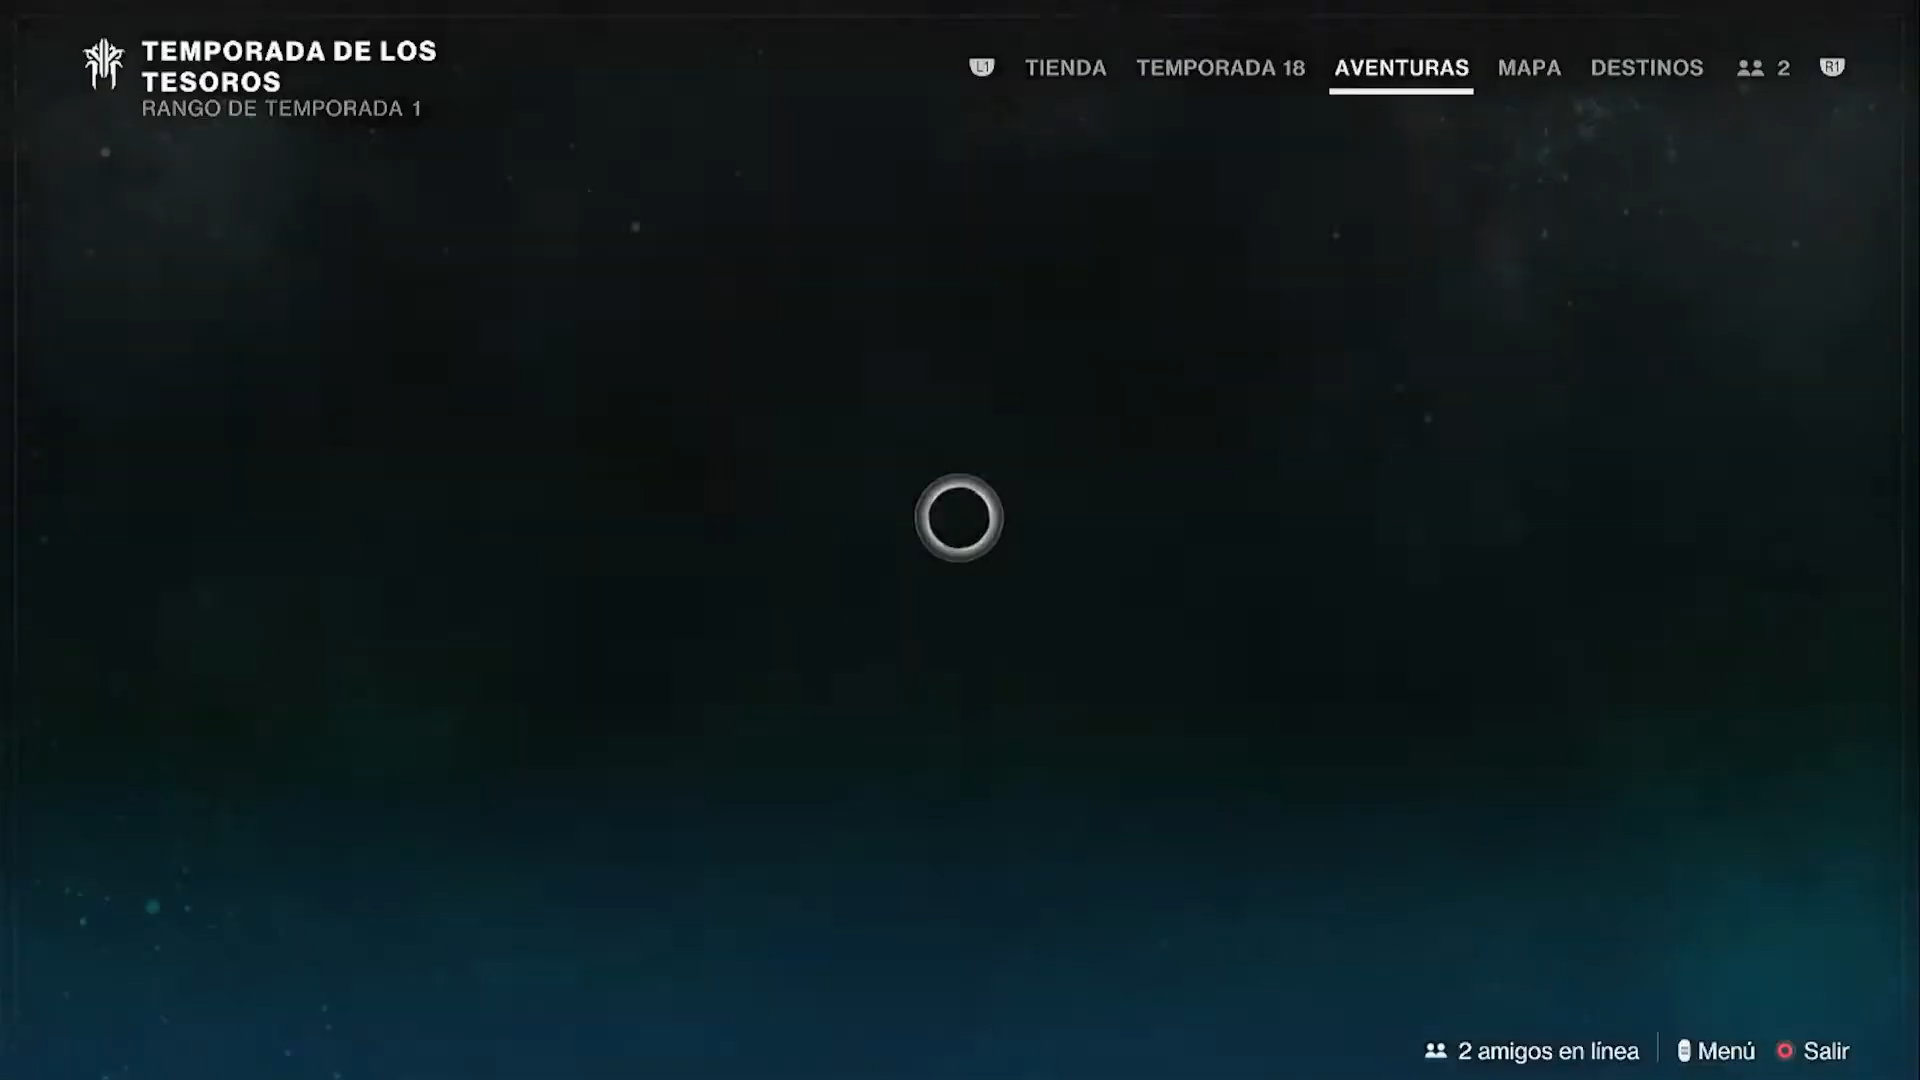 TEMPORADA DE LOS
TESOROS
RANGO DE TEMPORADA 1
L1 TIENDA TEMPORADA 18 AVENTURAS MAPA DESTINOS 2 R1
2 amigos en línea Menú Salir